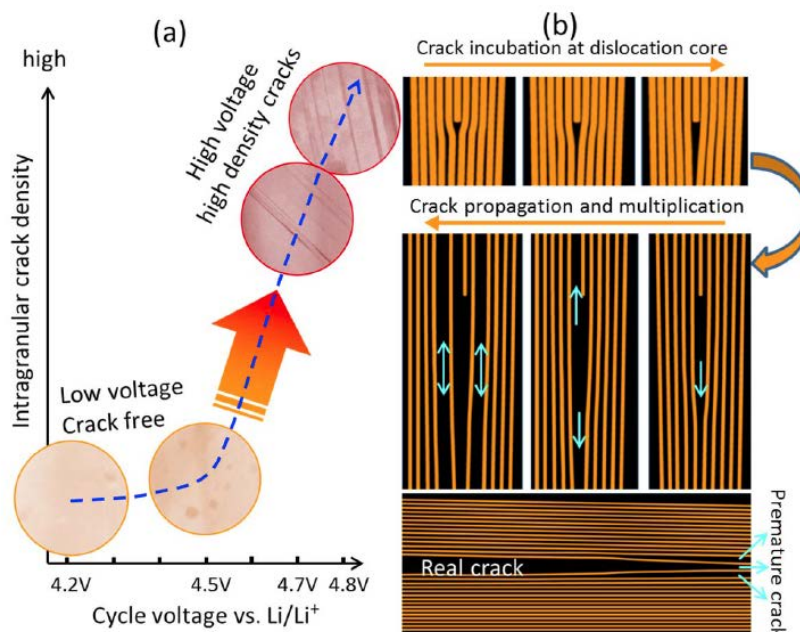 (a)
high
Intragranular crack density
High voltage
high density cracks
Low voltage
Crack free
4.2V 4.5V 4.7V 4.8V
Cycle voltage vs. Li/Li⁺
(b)
Crack incubation at dislocation core
Crack propagation and multiplication
Real crack
Premature crack